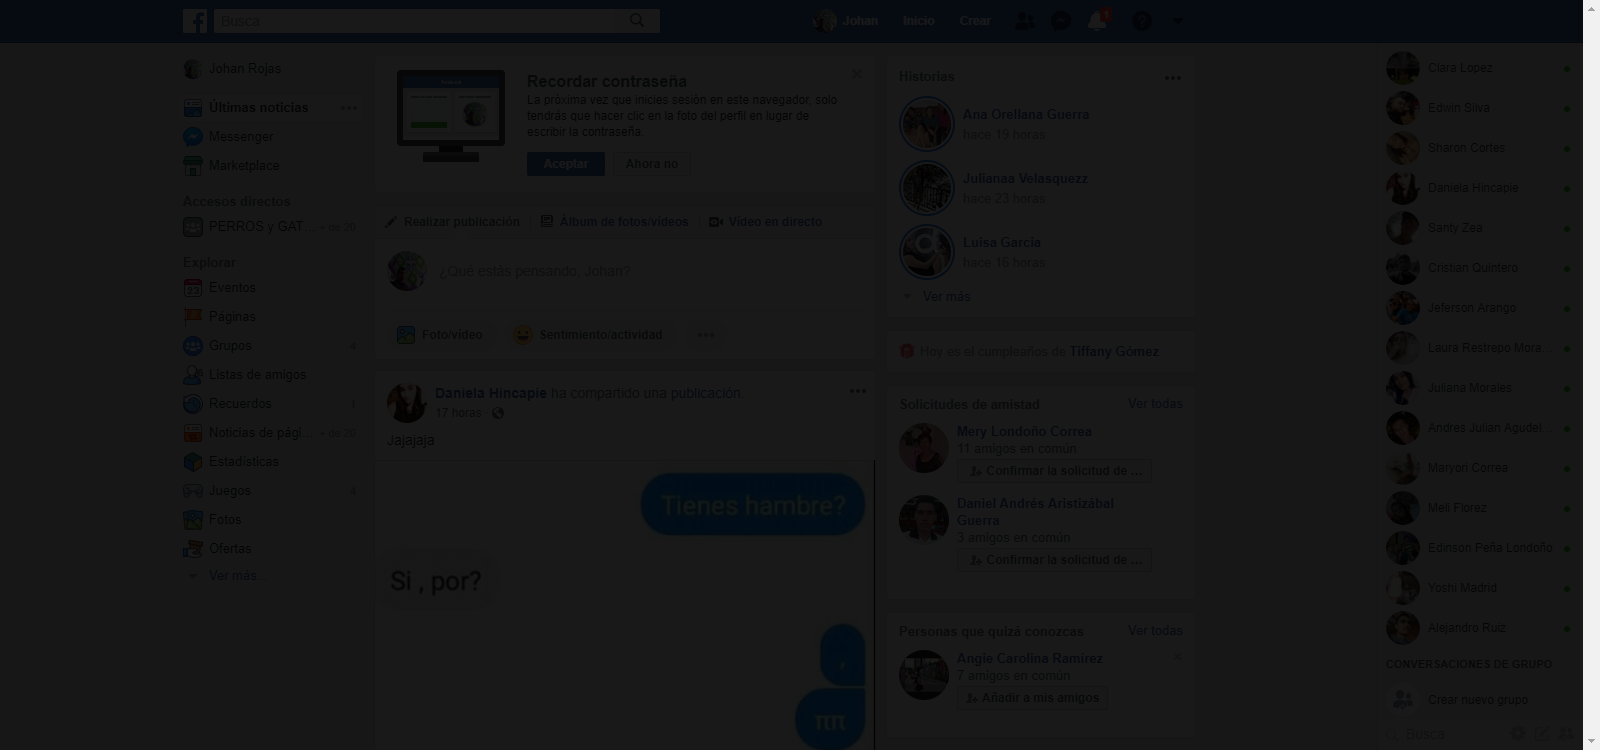 Busca
Johan
Inicio
Crear
1
Johan Rojas
Últimas noticias
Messenger
Marketplace
Accesos directos
PERROS y GAT...
Explorar
23
Eventos
Páginas
Grupos
Listas de amigos
Recuerdos
Noticias de pági...
Estadísticas
Juegos
Fotos
Ofertas
Ver más...
Recordar contraseña
La próxima vez que inicies sesión en este navegador, solo
tendrás que hacer clic en la foto del perfil en lugar de
escribir la contraseña.
Aceptar
Ahora no
Realizar publicación
Álbum de fotos/vídeos
Vídeo en directo
¿Qué estás pensando, Johan?
Foto/vídeo
Sentimiento/actividad
Daniela Hincapie ha compartido una publicación.
17 horas ·
Jajajaja
Tienes hambre?
Si , por?
,
ππ
Historias
Ana Orellana Guerra
hace 19 horas
Julianaa Velasquezz
hace 23 horas
Luisa García
hace 16 horas
Ver más
Hoy es el cumpleaños de Tiffany Gómez
Solicitudes de amistad
Ver todas
Mery Londoño Correa
11 amigos en común
Confirmar la solicitud de ...
Daniel Andrés Aristizábal
Guerra
3 amigos en común
Confirmar la solicitud de ...
Personas que quizá conozcas
Ver todas
Angie Carolina Ramirez
7 amigos en común
Añadir a mis amigos
Ciara Lopez
Edwin Silva
Sharon Cortes
Daniela Hincapie
Santy Zea
Cristian Quintero
Jeferson Arango
Laura Restrepo Mora...
Juliana Morales
Andres Julian Agudel...
Maryori Correa
Meli Florez
Edinson Peña Londoño
Yoshi Madrid
Alejandro Ruiz
CONVERSACIONES DE GRUPO
Crear nuevo grupo
Busca